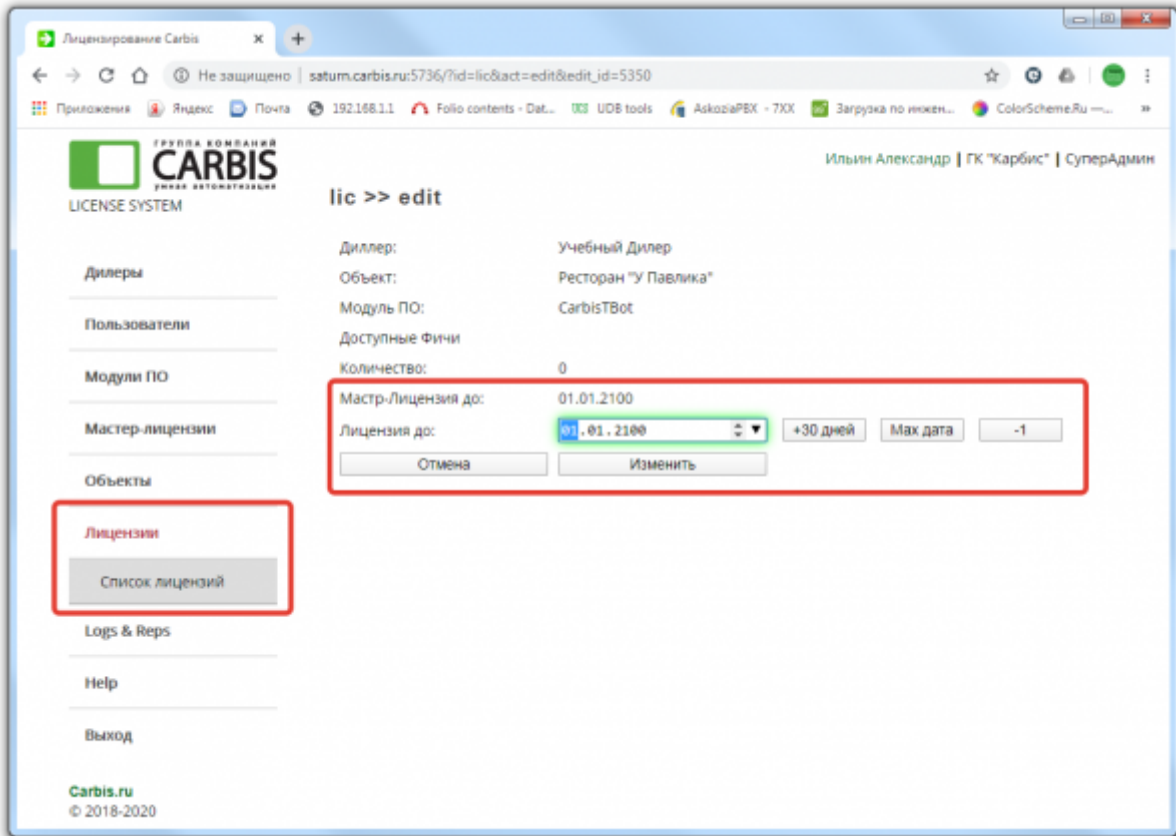 Лицензирование Carbis
Не защищено | saturn.carbis.ru:5736/?id=lic&act=edit&edit_id=5350
Приложения Яндекс Почта 192.168.1.1 Folio contents - Dat... UCS UDB tools AskoziaPBX - 7XX Загрузка по инжен... ColorScheme.Ru —... »
ГРУППА КОМПАНИЙ
CARBIS
умная автоматизация
LICENSE SYSTEM
Ильин Александр | ГК "Карбис" | СуперАдмин
lic >> edit
Диллер: Учебный Дилер
Объект: Ресторан "У Павлика"
Модуль ПО: CarbisTBot
Доступные Фичи
Количество: 0
Мастр-Лицензия до: 01.01.2100
Лицензия до: 01.01.2100 +30 дней Max дата -1
Отмена Изменить
Дилеры
Пользователи
Модули ПО
Мастер-лицензии
Объекты
Лицензии
Список лицензий
Logs & Reps
Help
Выход
Carbis.ru
© 2018-2020